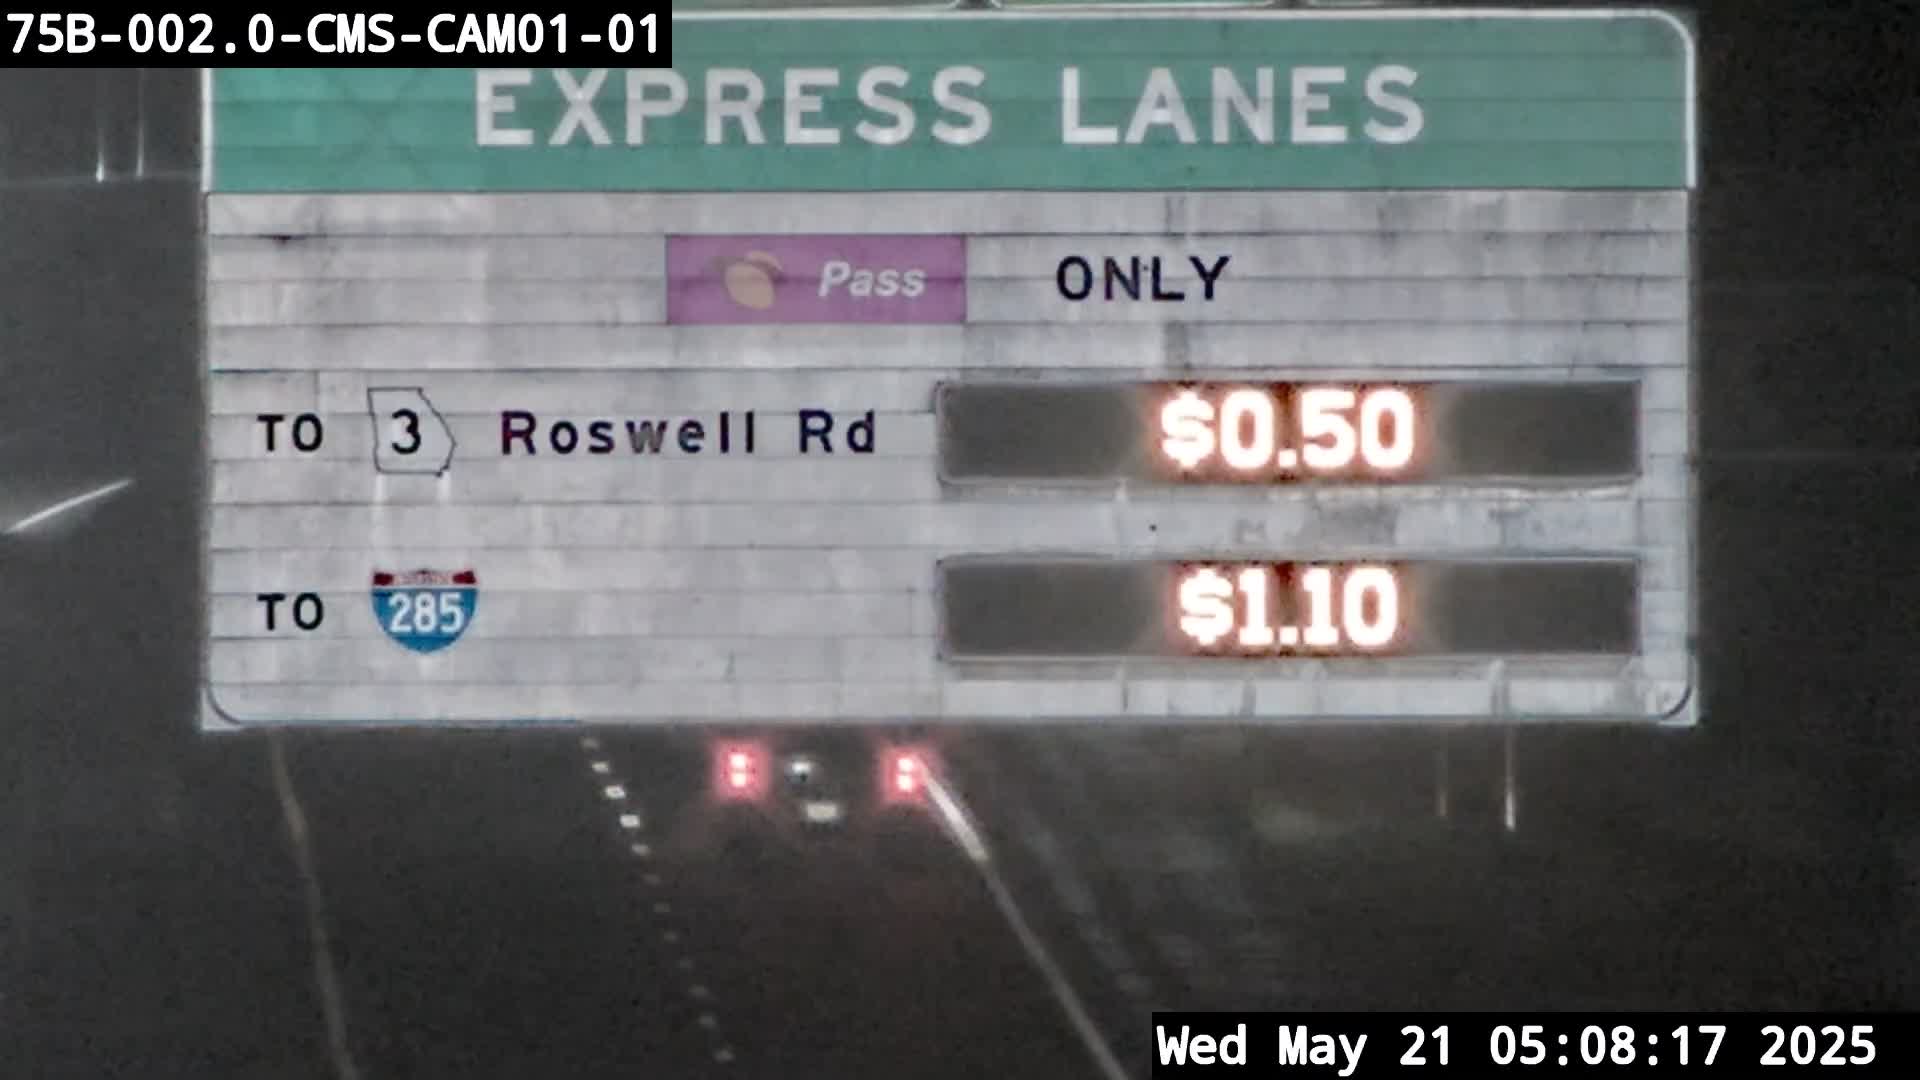 75B-002.0-CMS-CAM01-01
EXPRESS LANES
Pass ONLY
TO 3 Roswell Rd $0.50
TO 285 $1.10
Wed May 21 05:08:17 2025